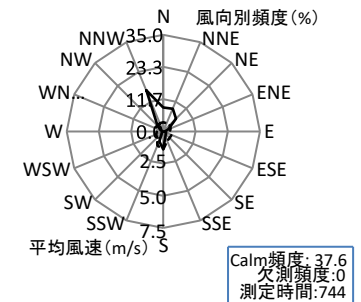 N
風向別頻度(%)
35.0
NNW
NNE
23.3
NW
NE
11.7
WN...
ENE
W
0.0
E
WSW
ESE
2.5
SW
5.0
SE
SSW
SSE
7.5
S
平均風速(m/s)
Calm頻度: 37.6
欠測頻度:0
測定時間:744